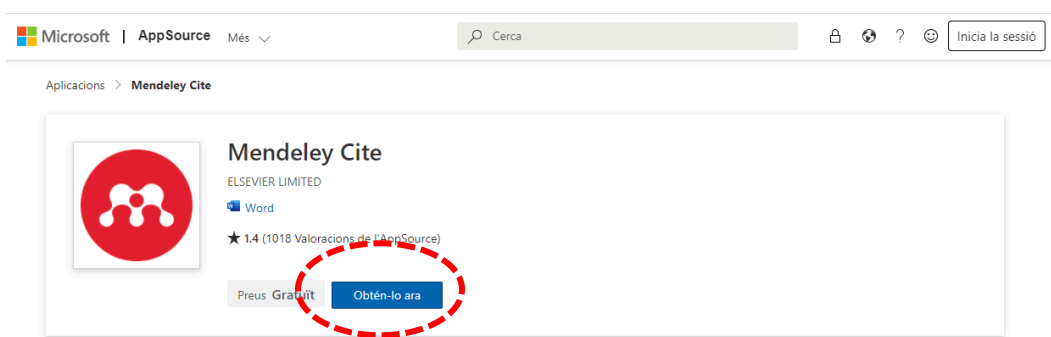 Microsoft | AppSource Més Cerca ? Inicia la sessió
Aplicacions > Mendeley Cite
Mendeley Cite
ELSEVIER LIMITED
Word
★ 1.4 (1018 Valoracions de l'AppSource)
Preus Gratuït Obtén-lo ara